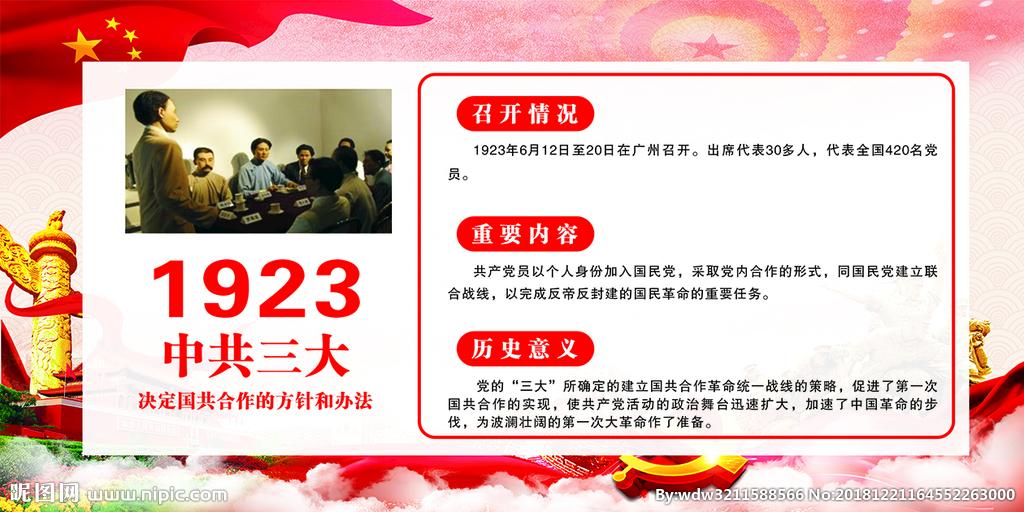 1923
中共三大
决定国共合作的方针和办法
召开情况
1923年6月12日至20日在广州召开。出席代表30多人，代表全国420名党
员。
重要内容
共产党员以个人身份加入国民党，采取党内合作的形式，同国民党建立联
合战线，以完成反帝反封建的国民革命的重要任务。
历史意义
党的“三大”所确定的建立国共合作革命统一战线的策略，促进了第一次
国共合作的实现，使共产党活动的政治舞台迅速扩大，加速了中国革命的步
伐，为波澜壮阔的第一次大革命作了准备。
昵图网 www.nipic.com
By:wdw3211588566 No:20181221164552263000